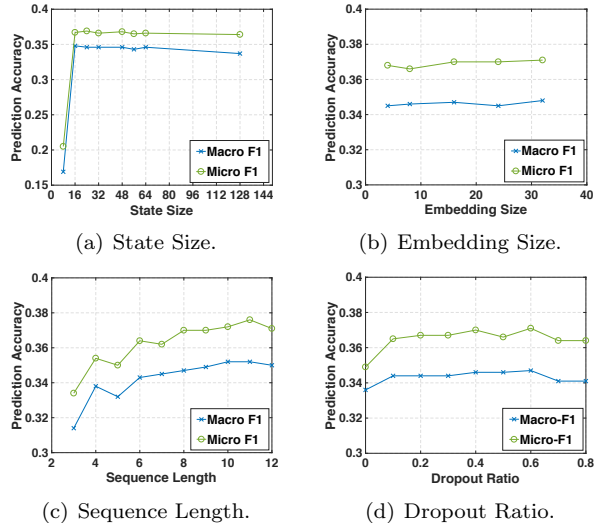 0.4
0.35
0.3
0.25
0.2
0.15
Prediction Accuracy
Macro F1
Micro F1
0 16 32 48 64 80 96 112 128 144
State Size
(a) State Size.
0.4
0.38
0.36
0.34
0.32
0.3
Prediction Accuracy
Macro F1
Micro F1
0 10 20 30 40
Embedding Size
(b) Embedding Size.
0.4
0.38
0.36
0.34
0.32
0.3
Prediction Accuracy
Macro F1
Micro F1
2 4 6 8 10 12
Sequence Length
(c) Sequence Length.
0.4
0.38
0.36
0.34
0.32
0.3
Prediction Accuracy
Macro-F1
Micro-F1
0 0.2 0.4 0.6 0.8
Dropout Ratio
(d) Dropout Ratio.